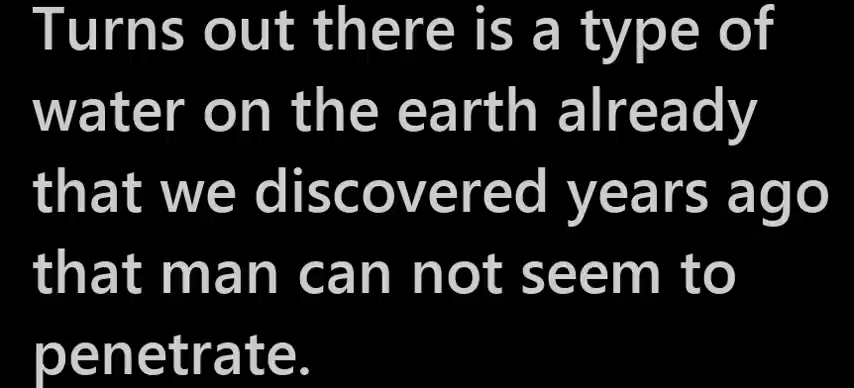 Turns out there is a type of
water on the earth already
that we discovered years ago
that man can not seem to
penetrate.